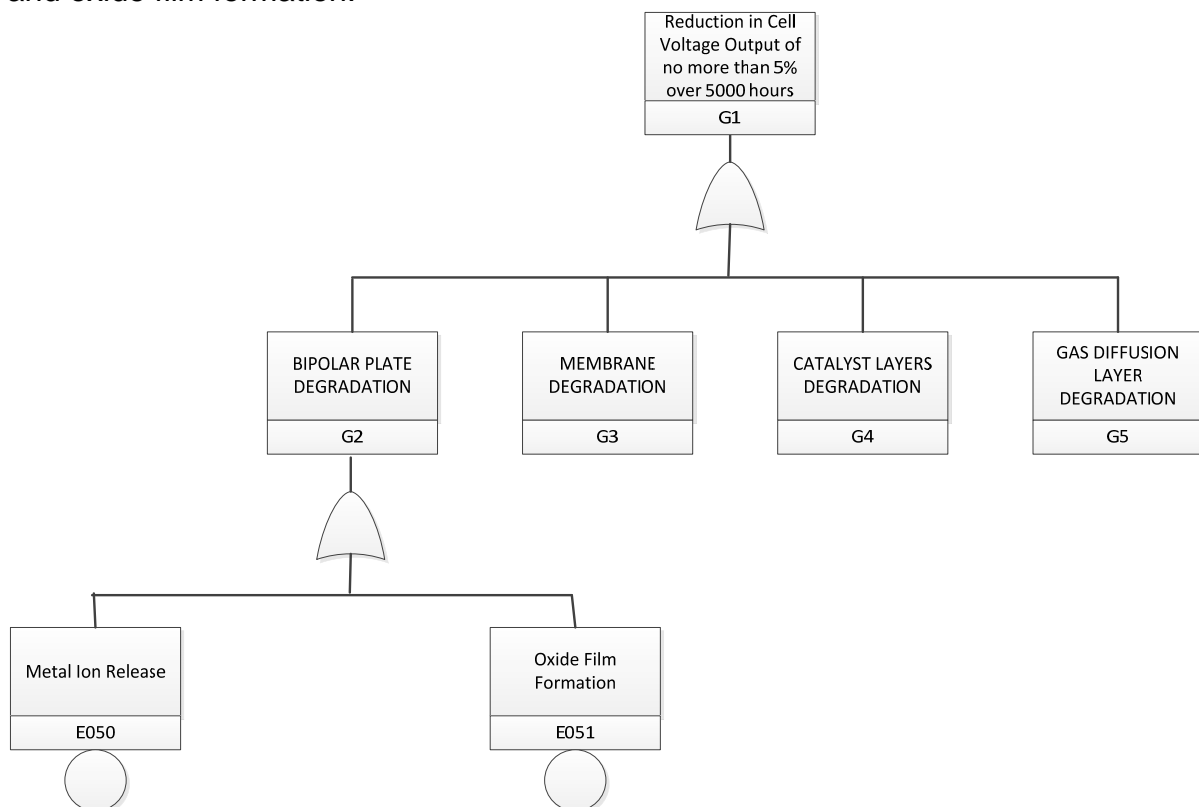 and oxide film formation.
Reduction in Cell
Voltage Output of
no more than 5%
over 5000 hours
G1
BIPOLAR PLATE
DEGRADATION
G2
MEMBRANE
DEGRADATION
G3
CATALYST LAYERS
DEGRADATION
G4
GAS DIFFUSION
LAYER
DEGRADATION
G5
Metal Ion Release
E050
Oxide Film
Formation
E051